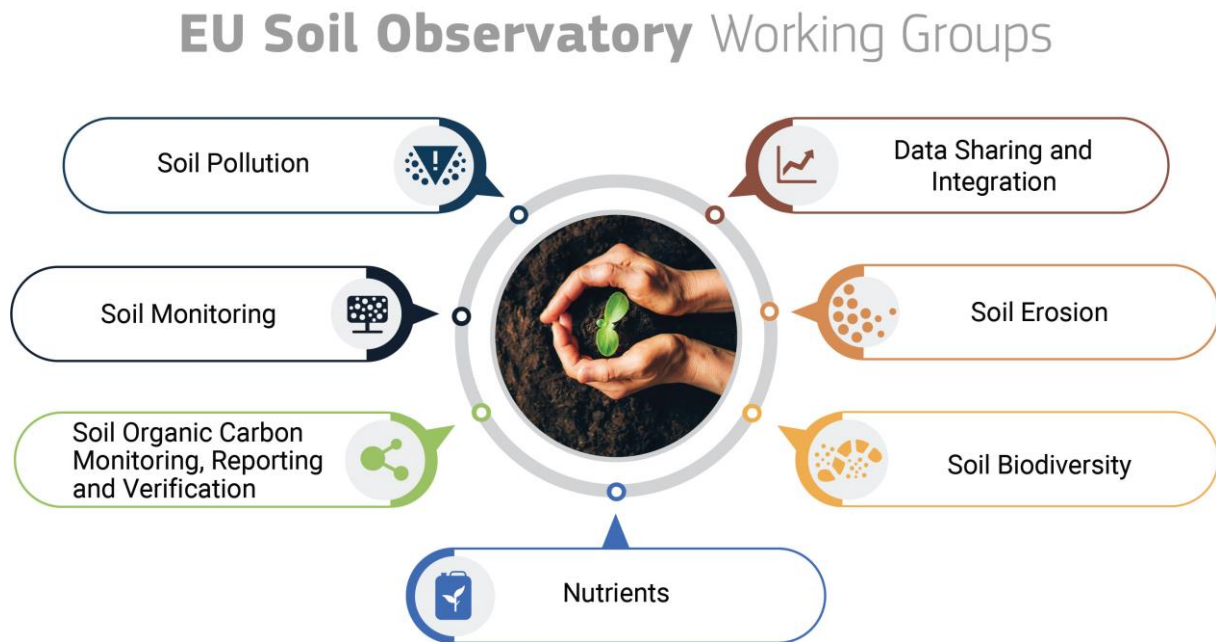 EU Soil Observatory Working Groups
Soil Pollution
Data Sharing and
Integration
Soil Monitoring
Soil Erosion
Soil Organic Carbon
Monitoring, Reporting
and Verification
Soil Biodiversity
Nutrients